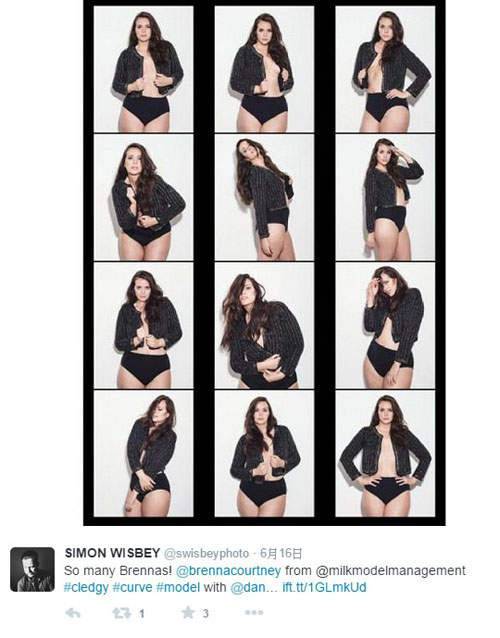 SIMON WISBEY @swisbeyphoto · 6月16日
So many Brennas! @brennacourtney from @milkmodelmanagement
#cledgy #curve #model with @dan… ift.tt/1GLmkUd
1
3